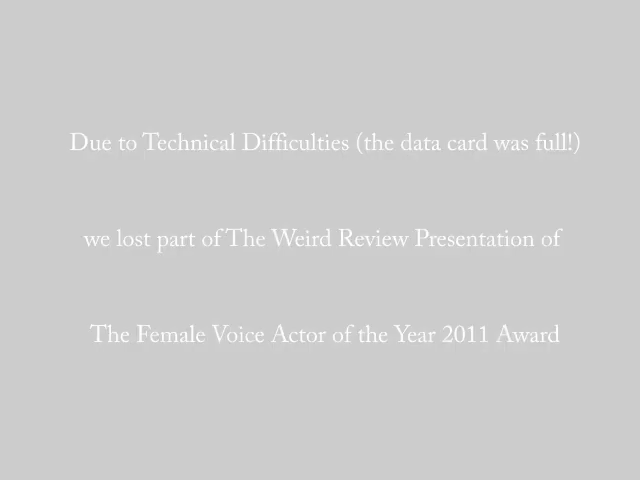 Due to Technical Difficulties (the data card was full!)
we lost part of The Weird Review Presentation of
The Female Voice Actor of the Year 2011 Award